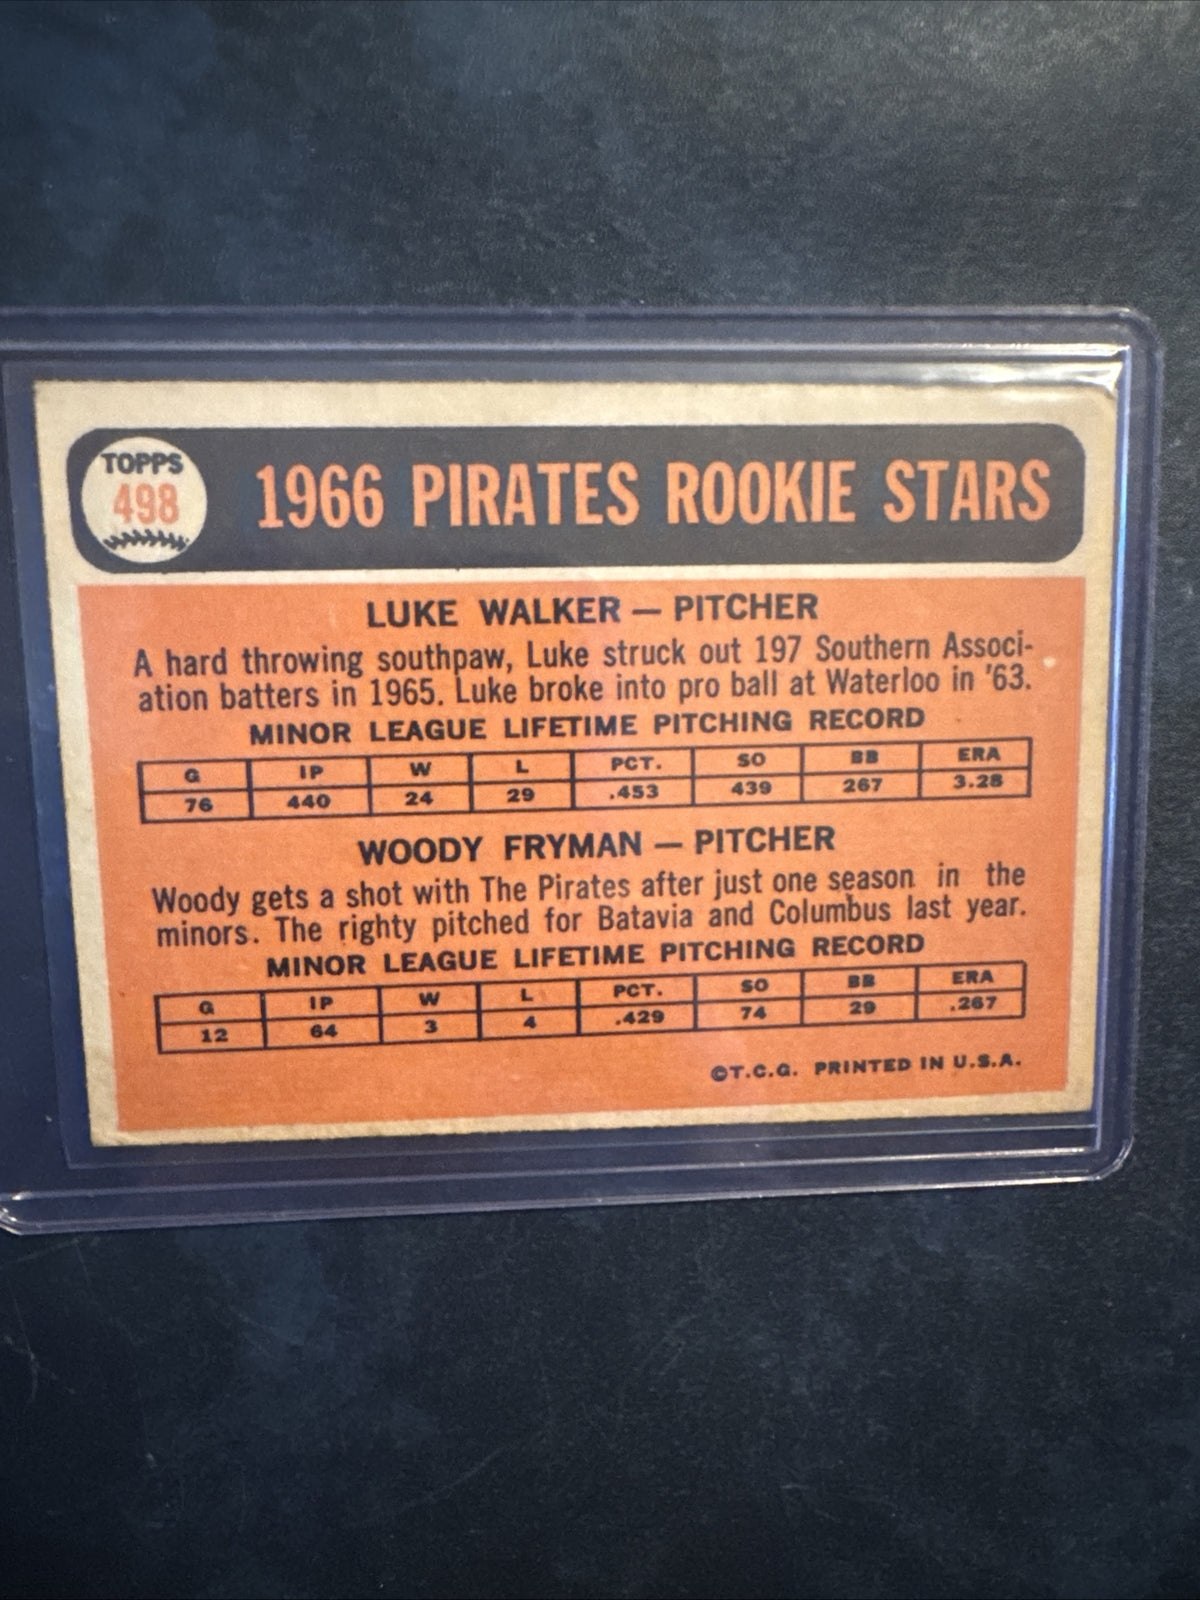 TOPPS
498
1966 PIRATES ROOKIE STARS
LUKE WALKER — PITCHER
A hard throwing southpaw, Luke struck out 197 Southern Associ-
ation batters in 1965. Luke broke into pro ball at Waterloo in '63.
MINOR LEAGUE LIFETIME PITCHING RECORD
G IP W L PCT. SO BB ERA
76 440 24 29 .453 439 267 3.28
WOODY FRYMAN — PITCHER
Woody gets a shot with The Pirates after just one season in the
minors. The righty pitched for Batavia and Columbus last year.
MINOR LEAGUE LIFETIME PITCHING RECORD
G IP W L PCT. SO BB ERA
12 64 3 4 .429 74 29 .267
©T.C.G. PRINTED IN U.S.A.